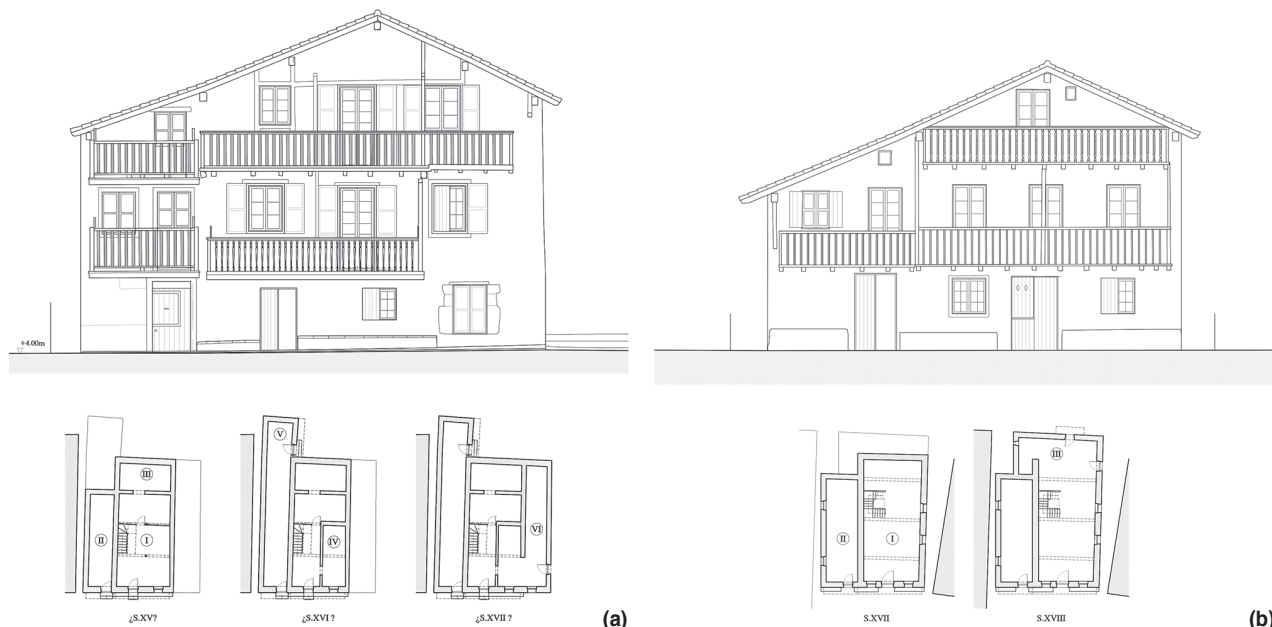 +4.00m
V
III
II
I
IV
VI
¿S.XV?
¿S.XVI ?
¿S.XVII ?
(a)
III
II
I
S.XVII
S.XVIII
(b)